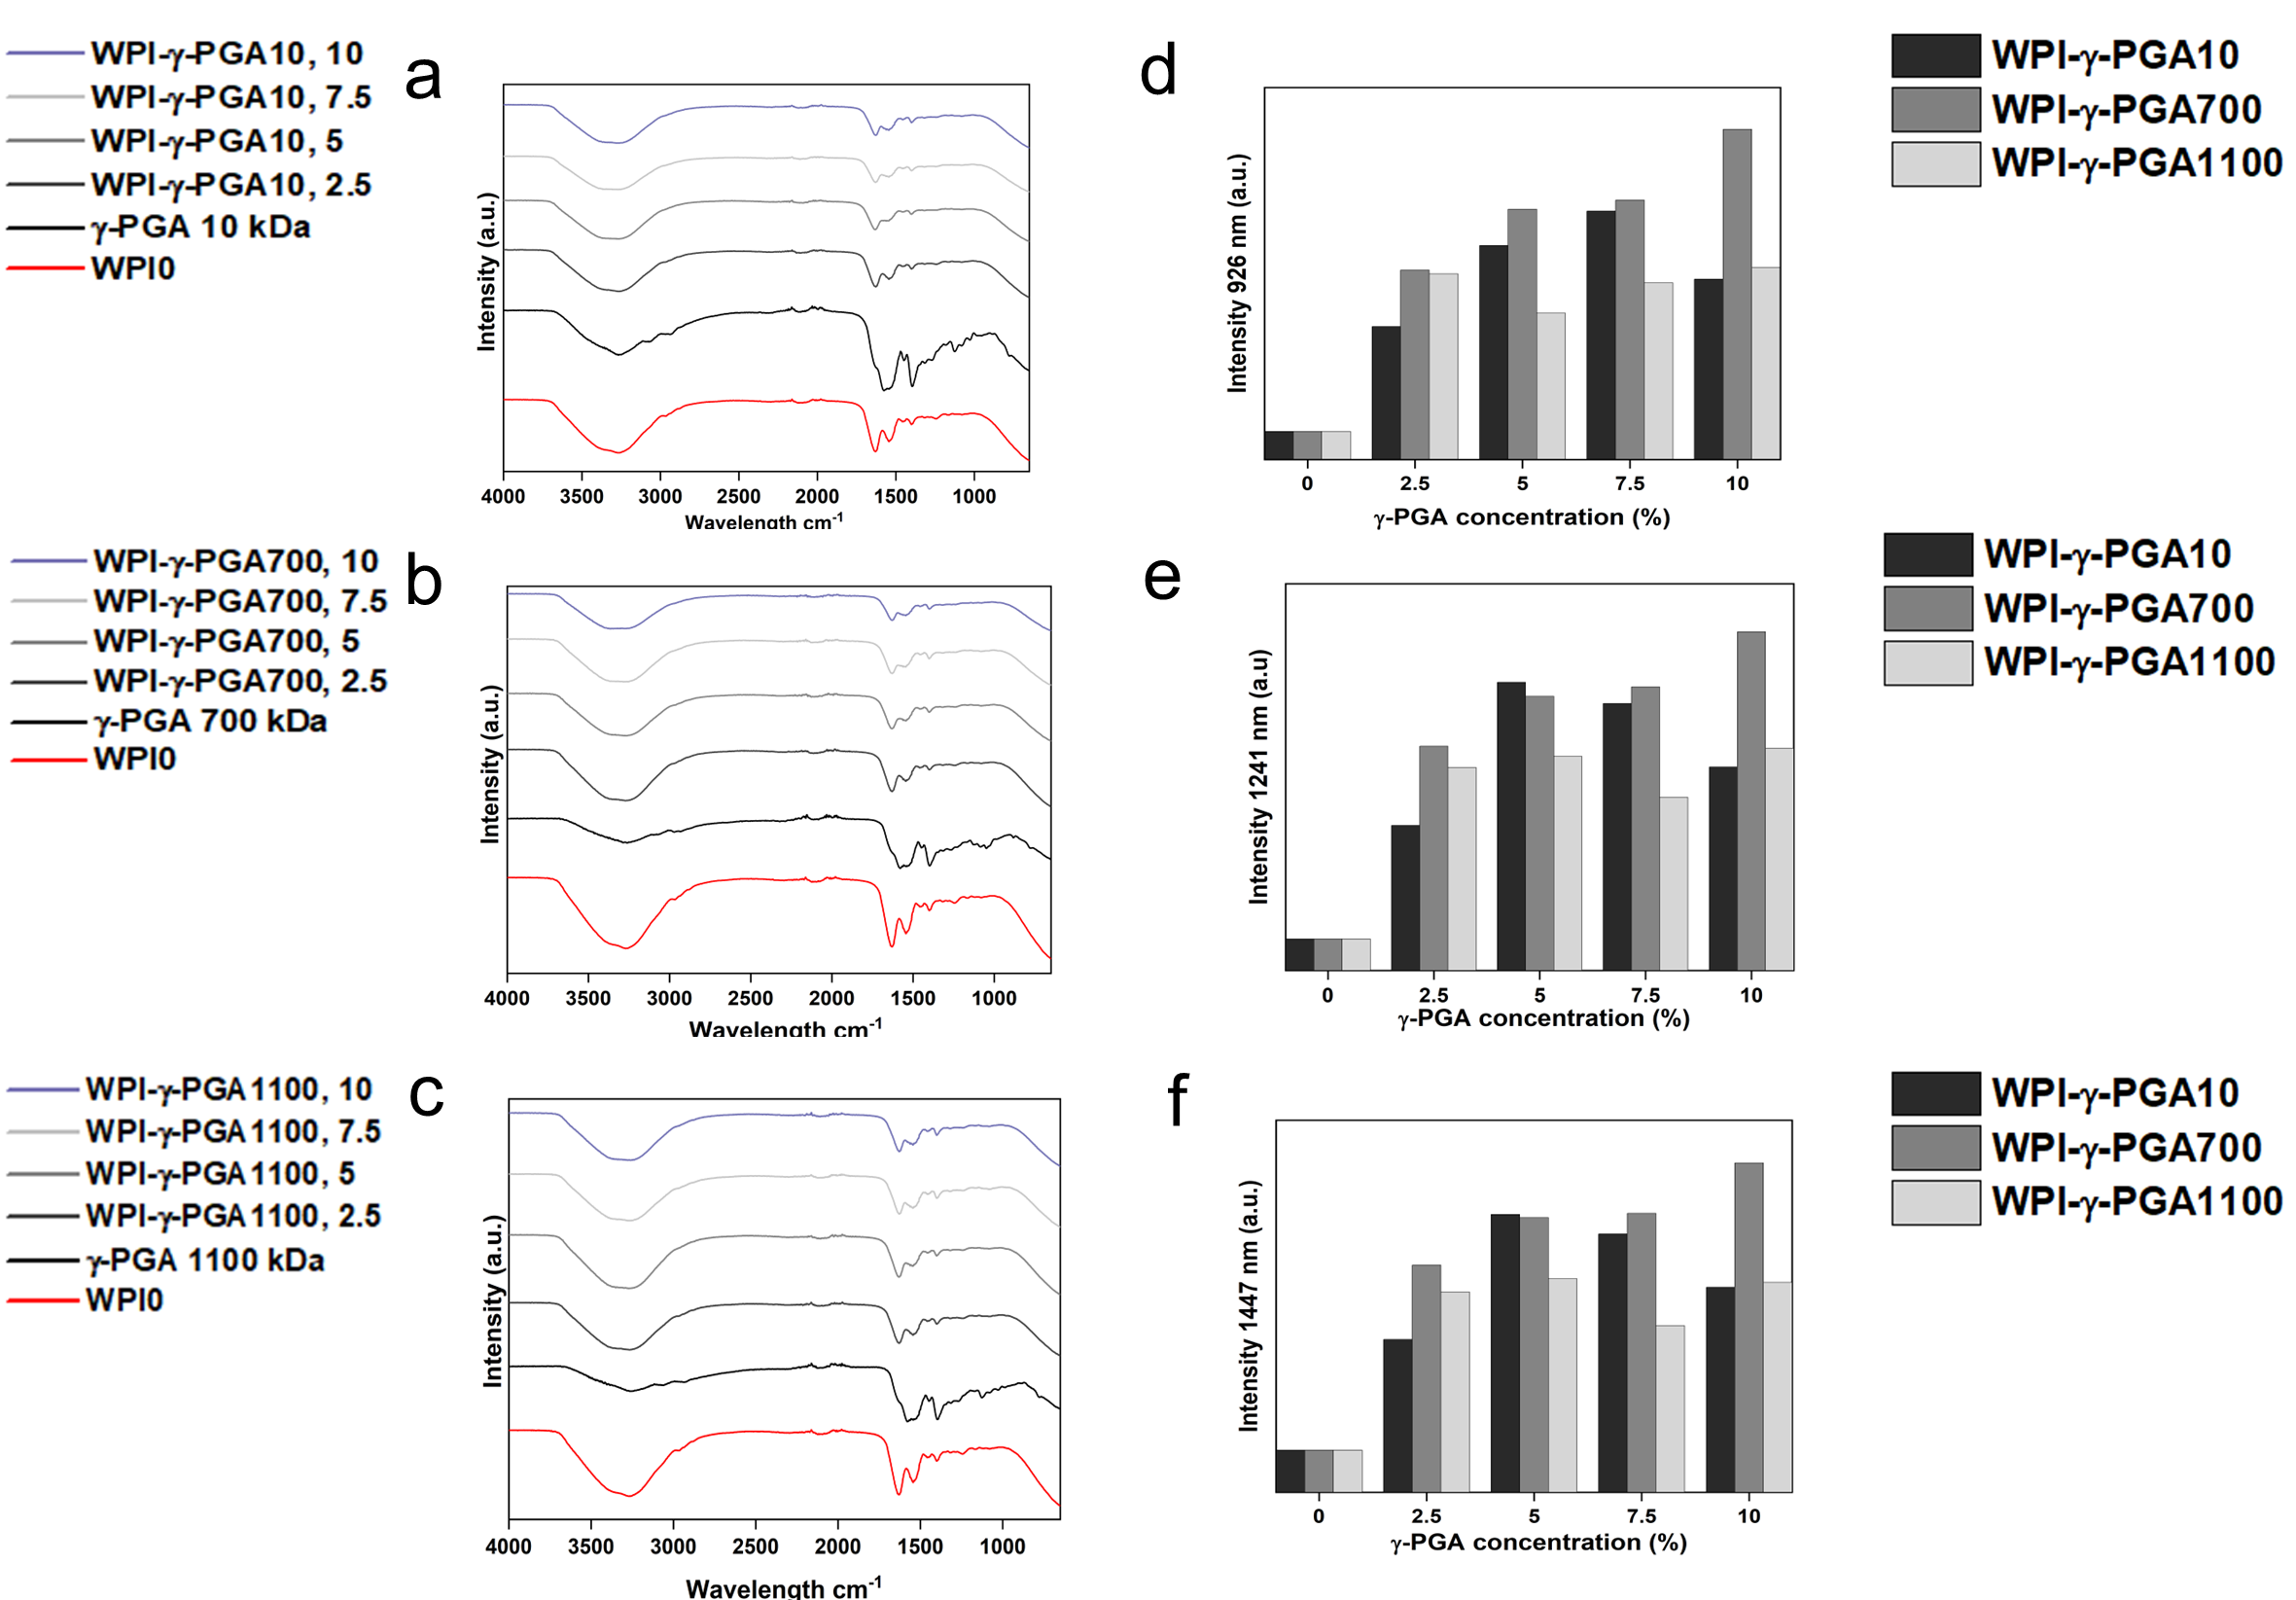 WPI-γ-PGA10, 10
WPI-γ-PGA10, 7.5
WPI-γ-PGA10, 5
WPI-γ-PGA10, 2.5
γ-PGA 10 kDa
WPI0
a
Intensity (a.u.)
4000 3500 3000 2500 2000 1500 1000
Wavelength cm-1
d
Intensity 926 nm (a.u.)
0 2.5 5 7.5 10
γ-PGA concentration (%)
WPI-γ-PGA10
WPI-γ-PGA700
WPI-γ-PGA1100
WPI-γ-PGA700, 10
WPI-γ-PGA700, 7.5
WPI-γ-PGA700, 5
WPI-γ-PGA700, 2.5
γ-PGA 700 kDa
WPI0
b
Intensity (a.u.)
4000 3500 3000 2500 2000 1500 1000
Wavelength cm-1
e
Intensity 1241 nm (a.u)
0 2.5 5 7.5 10
γ-PGA concentration (%)
WPI-γ-PGA10
WPI-γ-PGA700
WPI-γ-PGA1100
WPI-γ-PGA1100, 10
WPI-γ-PGA1100, 7.5
WPI-γ-PGA1100, 5
WPI-γ-PGA1100, 2.5
γ-PGA 1100 kDa
WPI0
c
Intensity (a.u.)
4000 3500 3000 2500 2000 1500 1000
Wavelength cm-1
f
Intensity 1447 nm (a.u.)
0 2.5 5 7.5 10
γ-PGA concentration (%)
WPI-γ-PGA10
WPI-γ-PGA700
WPI-γ-PGA1100